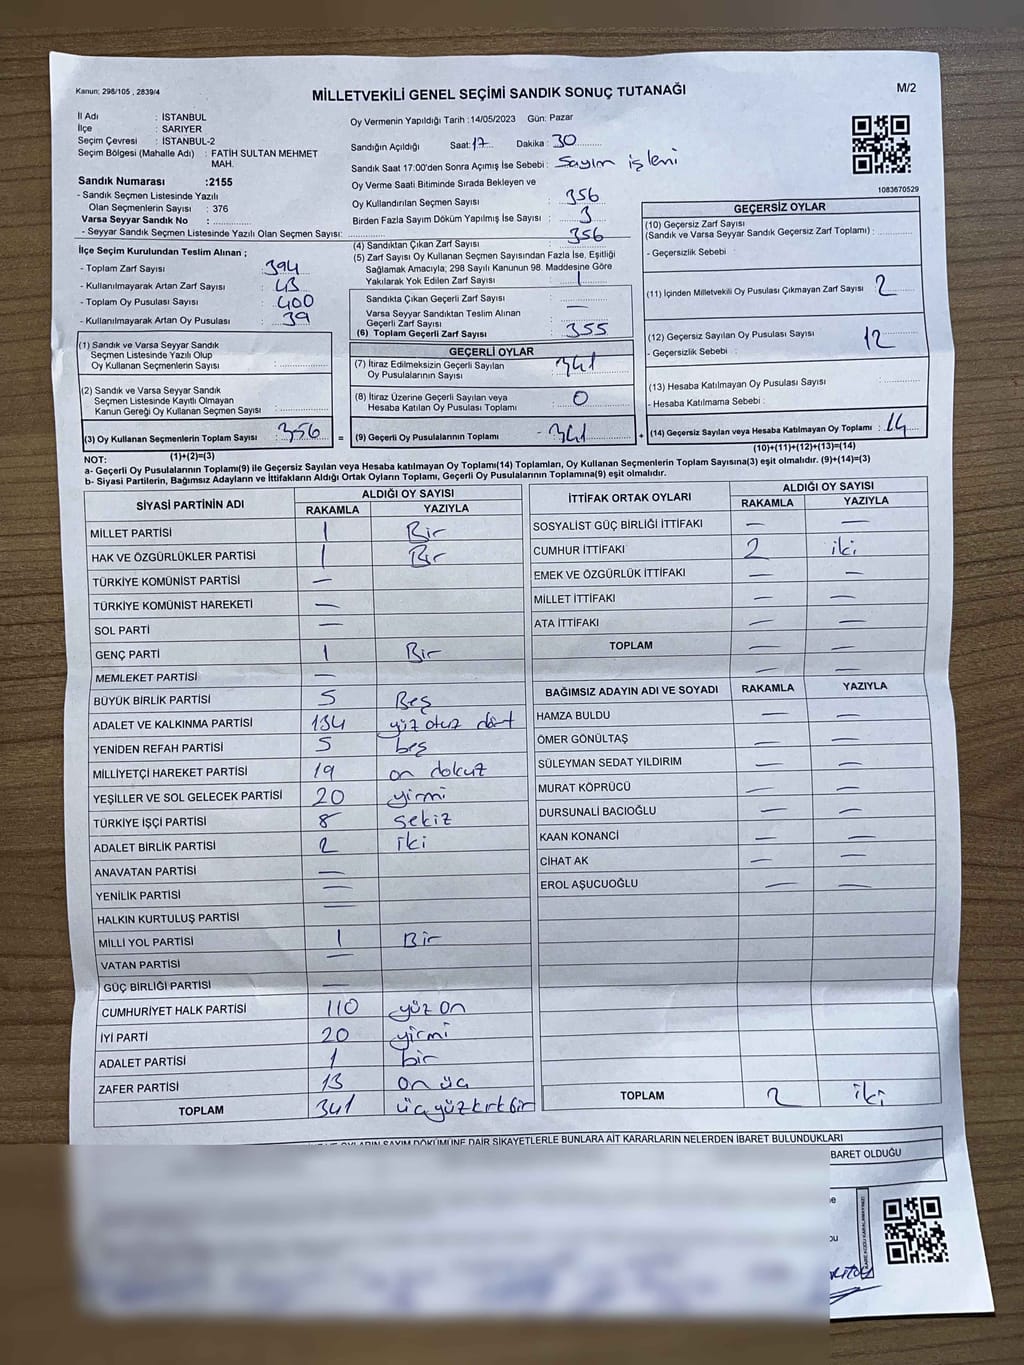 Kanun: 298/105 , 2839/4
MİLLETVEKİLİ GENEL SEÇİMİ SANDIK SONUÇ TUTANAĞI
M/2
İl Adı : İSTANBUL
İlçe : SARIYER
Seçim Çevresi : İSTANBUL-2
Seçim Bölgesi (Mahalle Adı) : FATİH SULTAN MEHMET
MAH.
Sandık Numarası :2155
- Sandık Seçmen Listesinde Yazılı
Olan Seçmenlerin Sayısı : 376
Varsa Seyyar Sandık No :
- Seyyar Sandık Seçmen Listesinde Yazılı Olan Seçmen Sayısı:
Oy Vermenin Yapıldığı Tarih :14/05/2023 Gün: Pazar
Sandığın Açıldığı Saat: 17 Dakika : 30
Sandık Saat 17:00'den Sonra Açımış İse Sebebi : Sayım işleni
Oy Verme Saati Bitiminde Sırada Bekleyen ve
Oy Kullandırılan Seçmen Sayısı : 356
Birden Fazla Sayım Döküm Yapılmış İse Sayısı : 3
(4) Sandıktan Çıkan Zarf Sayısı 356
(5) Zarf Sayısı Oy Kullanan Seçmen Sayısından Fazla İse, Eşitliği
Sağlamak Amacıyla; 298 Sayılı Kanunun 98. Maddesine Göre
Yakılarak Yok Edilen Zarf Sayısı : 1
1083670529
İlçe Seçim Kurulundan Teslim Alınan ;
- Toplam Zarf Sayısı : 394
- Kullanılmayarak Artan Zarf Sayısı : 43
- Toplam Oy Pusulası Sayısı : 400
- Kullanılmayarak Artan Oy Pusulası : 39
Sandıkta Çıkan Geçerli Zarf Sayısı : —
Varsa Seyyar Sandıktan Teslim Alınan
Geçerli Zarf Sayısı : —
(6) Toplam Geçerli Zarf Sayısı : 355
GEÇERSİZ OYLAR
(10) Geçersiz Zarf Sayısı
(Sandık ve Varsa Seyyar Sandık Geçersiz Zarf Toplamı) :
- Geçersizlik Sebebi :
(11) İçinden Milletvekili Oy Pusulası Çıkmayan Zarf Sayısı : 2
(12) Geçersiz Sayılan Oy Pusulası Sayısı : 12
- Geçersizlik Sebebi :
(13) Hesaba Katılmayan Oy Pusulası Sayısı :
- Hesaba Katılmama Sebebi :
(14) Geçersiz Sayılan veya Hesaba Katılmayan Oy Toplamı : 14
(10)+(11)+(12)+(13)=(14)
(1) Sandık ve Varsa Seyyar Sandık
Seçmen Listesinde Yazılı Olup
Oy Kullanan Seçmenlerin Sayısı :
(2) Sandık ve Varsa Seyyar Sandık
Seçmen Listesinde Kayıtlı Olmayan
Kanun Gereği Oy Kullanan Seçmen Sayısı :
(3) Oy Kullanan Seçmenlerin Toplam Sayısı : 356
(1)+(2)=(3)
GEÇERLİ OYLAR
(7) İtiraz Edilmeksizin Geçerli Sayılan
Oy Pusulalarının Sayısı : 341
(8) İtiraz Üzerine Geçerli Sayılan veya
Hesaba Katılan Oy Pusulası Toplamı : 0
= (9) Geçerli Oy Pusulalarının Toplamı - 341 +
NOT:
a- Geçerli Oy Pusulalarının Toplamı(9) ile Geçersiz Sayılan veya Hesaba katılmayan Oy Toplamı(14) Toplamları, Oy Kullanan Seçmenlerin Toplam Sayısına(3) eşit olmalıdır. (9)+(14)=(3)
b- Siyasi Partilerin, Bağımsız Adayların ve İttifakların Aldığı Ortak Oyların Toplamı, Geçerli Oy Pusulalarının Toplamına(9) eşit olmalıdır.
SİYASİ PARTİNİN ADI ALDIĞI OY SAYISI
RAKAMLA YAZIYLA
MİLLET PARTİSİ 1 Bir
HAK VE ÖZGÜRLÜKLER PARTİSİ 1 Bir
TÜRKİYE KOMÜNİST PARTİSİ —
TÜRKİYE KOMÜNİST HAREKETİ —
SOL PARTİ —
GENÇ PARTİ 1 Bir
MEMLEKET PARTİSİ —
BÜYÜK BİRLİK PARTİSİ 5 Beş
ADALET VE KALKINMA PARTİSİ 134 yüz otuz dört
YENİDEN REFAH PARTİSİ 5 beş
MİLLİYETÇİ HAREKET PARTİSİ 19 on dokuz
YEŞİLLER VE SOL GELECEK PARTİSİ 20 yirmi
TÜRKİYE İŞÇİ PARTİSİ 8 sekiz
ADALET BİRLİK PARTİSİ 2 iki
ANAVATAN PARTİSİ —
YENİLİK PARTİSİ —
HALKIN KURTULUŞ PARTİSİ —
MİLLİ YOL PARTİSİ 1 Bir
VATAN PARTİSİ —
GÜÇ BİRLİĞİ PARTİSİ —
CUMHURİYET HALK PARTİSİ 110 yüz on
İYİ PARTİ 20 yirmi
ADALET PARTİSİ 1 bir
ZAFER PARTİSİ 13 on üç
TOPLAM 341 üçyüzkırkbir
İTTİFAK ORTAK OYLARI ALDIĞI OY SAYISI
RAKAMLA YAZIYLA
SOSYALİST GÜÇ BİRLİĞİ İTTİFAKI — —
CUMHUR İTTİFAKI 2 iki
EMEK VE ÖZGÜRLÜK İTTİFAKI — —
MİLLET İTTİFAKI — —
ATA İTTİFAKI — —
TOPLAM — —
— —
BAĞIMSIZ ADAYIN ADI VE SOYADI RAKAMLA YAZIYLA
HAMZA BULDU — —
ÖMER GÖNÜLTAŞ — —
SÜLEYMAN SEDAT YILDIRIM — —
MURAT KÖPRÜCÜ — —
DURSUNALİ BACIOĞLU — —
KAAN KONANCİ — —
CİHAT AK — —
EROL AŞUCUOĞLU — —
TOPLAM 2 iki
OYLARIN SAYIM DÖKÜMÜNE DAİR ŞİKAYETLERLE BUNLARA AİT KARARLARIN NELERDEN İBARET BULUNDUKLARI
BARET OLDUĞU